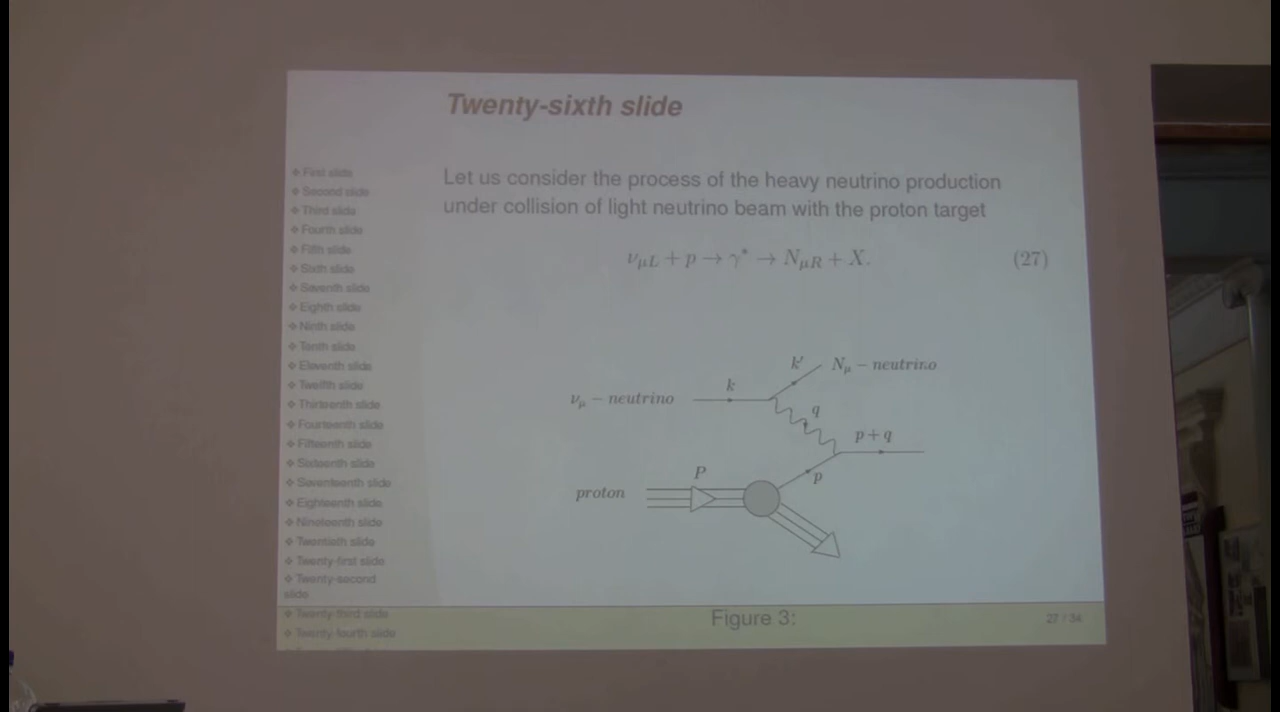 Twenty-sixth slide
❖ First slide
❖ Second slide
❖ Third slide
❖ Fourth slide
❖ Fifth slide
❖ Sixth slide
❖ Seventh slide
❖ Eighth slide
❖ Ninth slide
❖ Tenth slide
❖ Eleventh slide
❖ Twelfth slide
❖ Thirteenth slide
❖ Fourteenth slide
❖ Fifteenth slide
❖ Sixteenth slide
❖ Seventeenth slide
❖ Eighteenth slide
❖ Nineteenth slide
❖ Twentieth slide
❖ Twenty-first slide
❖ Twenty-second
slide
❖ Twenty-third slide
❖ Twenty-fourth slide
Let us consider the process of the heavy neutrino production
under collision of light neutrino beam with the proton target
ν_{μL} + p → γ* → N_{μR} + X. (27)
k' N_μ − neutrino
ν_μ − neutrino k
q
p + q
P
p
proton
Figure 3:
27 / 34